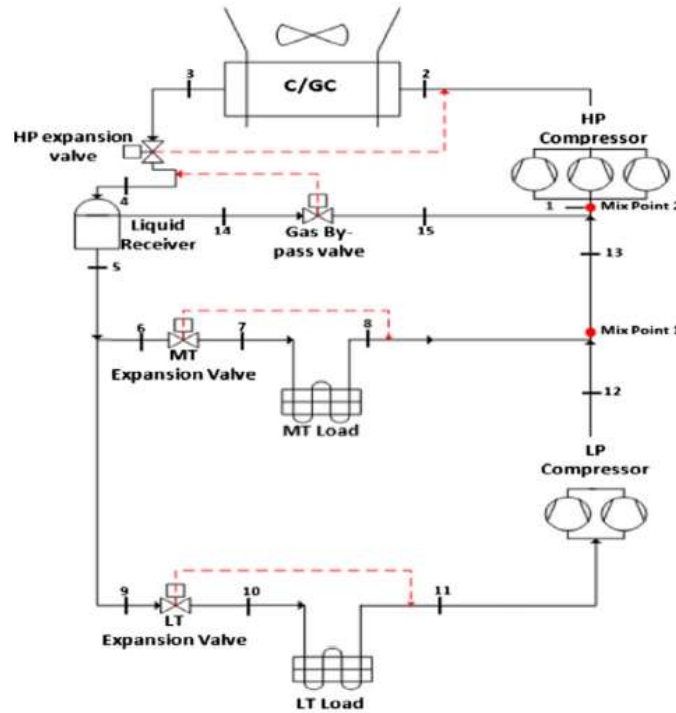 3
C/GC
2
HP expansion
valve
HP
Compressor
4
1
Mix Point 2
Liquid
Receiver
14
Gas By-
pass valve
15
5
13
6
7
8
Mix Point 1
MT
Expansion Valve
MT Load
12
LP
Compressor
9
10
11
LT
Expansion Valve
LT Load